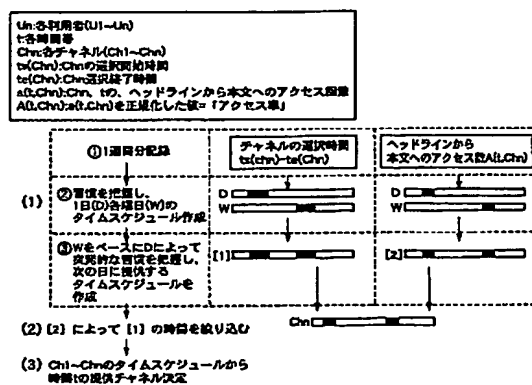 Un:各利用者(U1~Un)
t:各時間帯
Chn:各チャネル(Ch1~Chn)
ts(Chn):Chnの選択開始時間
te(Chn):Chn選択終了時間
a(t,Chn):Chn、tの、ヘッドラインから本文へのアクセス回数
A(t,Chn):a(t,Chn)を正規化した値=「アクセス率」
①1週間分記録
チャネルの選択時間
ts(chn)-te(Chn)
ヘッドラインから
本文へのアクセス数A(t,Chn)
(1)
②習慣を把握し、
1日(D)各曜日(W)の
タイムスケジュール作成
D
W
D
W
③WをベースにDによって
突発的な習慣を把握し、
次の日に提供する
タイムスケジュールを
作成
[1]
[2]
(2) [2] によって [1] の時間を絞り込む
Chn
(3) Ch1~Chnのタイムスケジュールから
時間tの提供チャネル決定